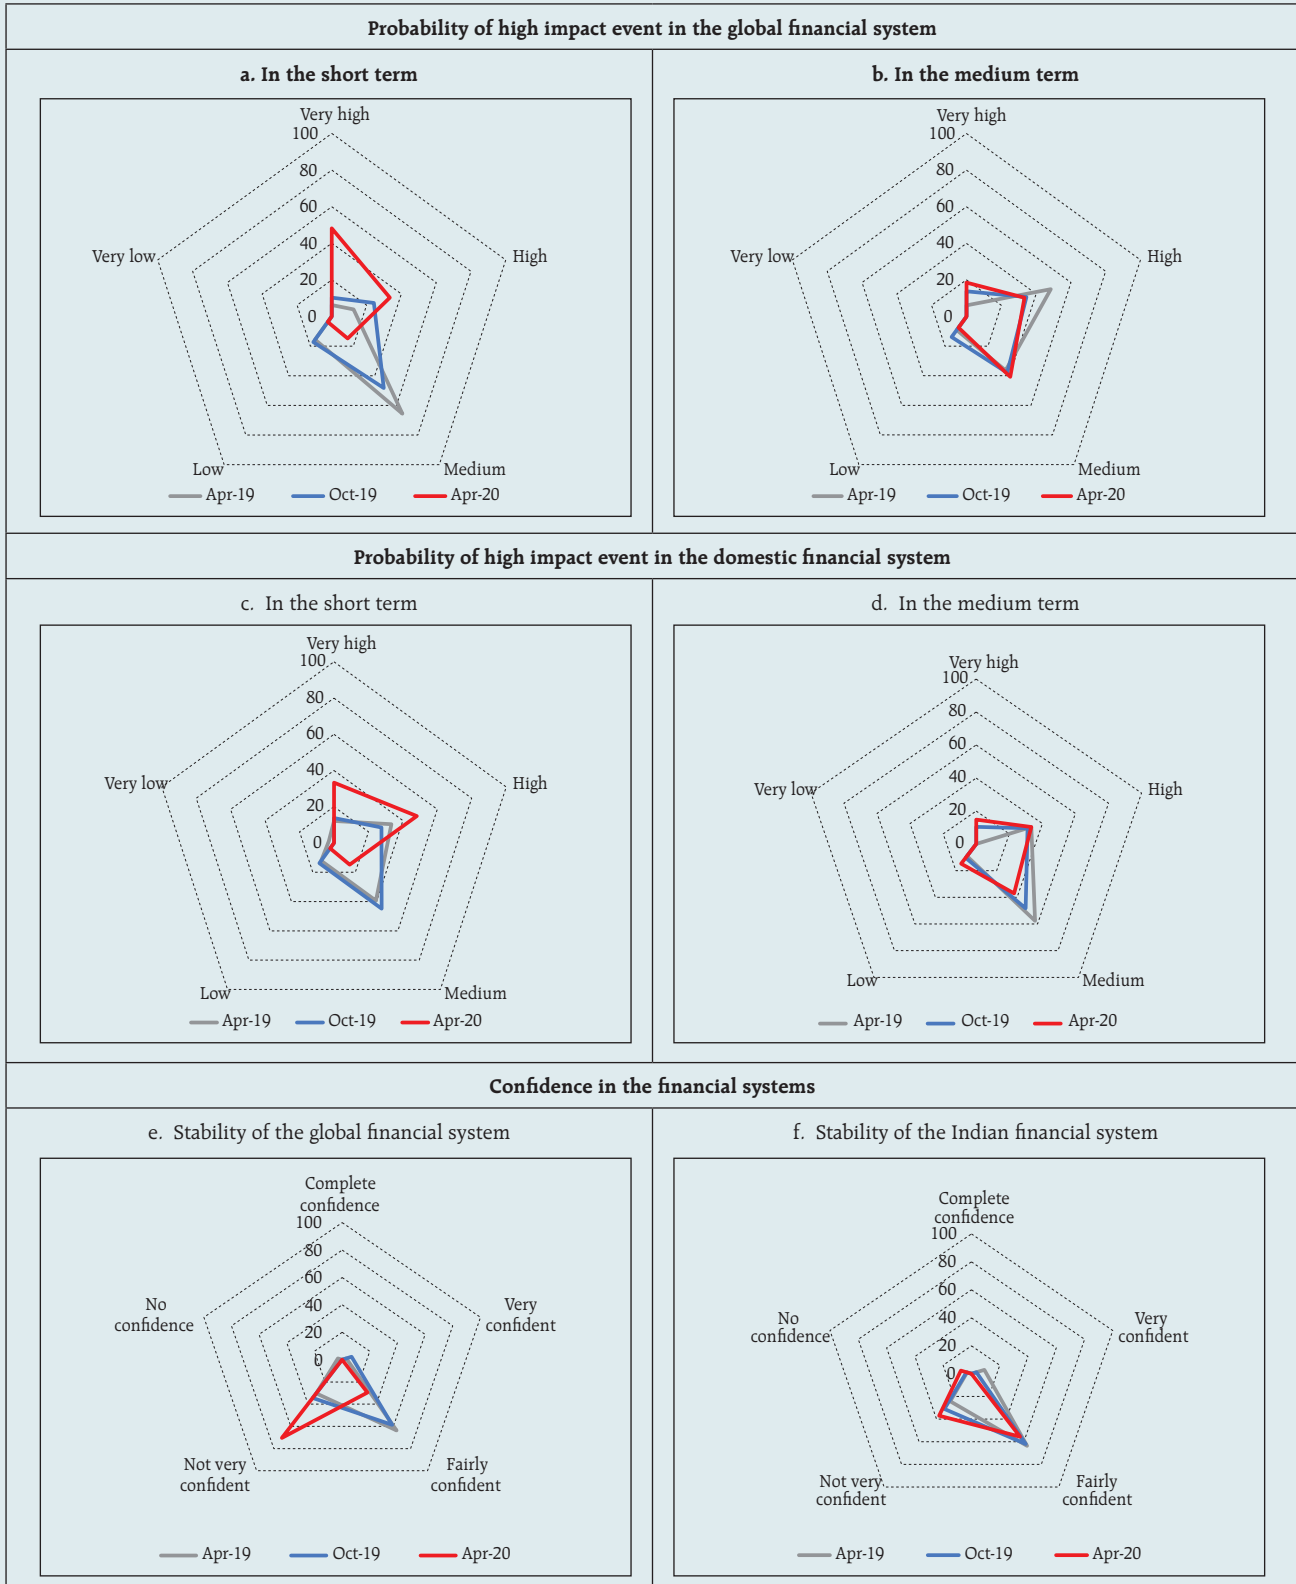 Probability of high impact event in the global financial system
a. In the short term
b. In the medium term
Very high
100
80
60
40
20
0
Very low
High
Low
Medium
Apr-19
Oct-19
Apr-20
Very high
100
80
60
40
20
0
Very low
High
Low
Medium
Apr-19
Oct-19
Apr-20
Probability of high impact event in the domestic financial system
c. In the short term
d. In the medium term
Very high
100
80
60
40
20
0
Very low
High
Low
Medium
Apr-19
Oct-19
Apr-20
Very high
100
80
60
40
20
0
Very low
High
Low
Medium
Apr-19
Oct-19
Apr-20
Confidence in the financial systems
e. Stability of the global financial system
f. Stability of the Indian financial system
Complete
confidence
100
80
60
40
20
0
No
confidence
Very
confident
Not very
confident
Fairly
confident
Apr-19
Oct-19
Apr-20
Complete
confidence
100
80
60
40
20
0
No
confidence
Very
confident
Not very
confident
Fairly
confident
Apr-19
Oct-19
Apr-20